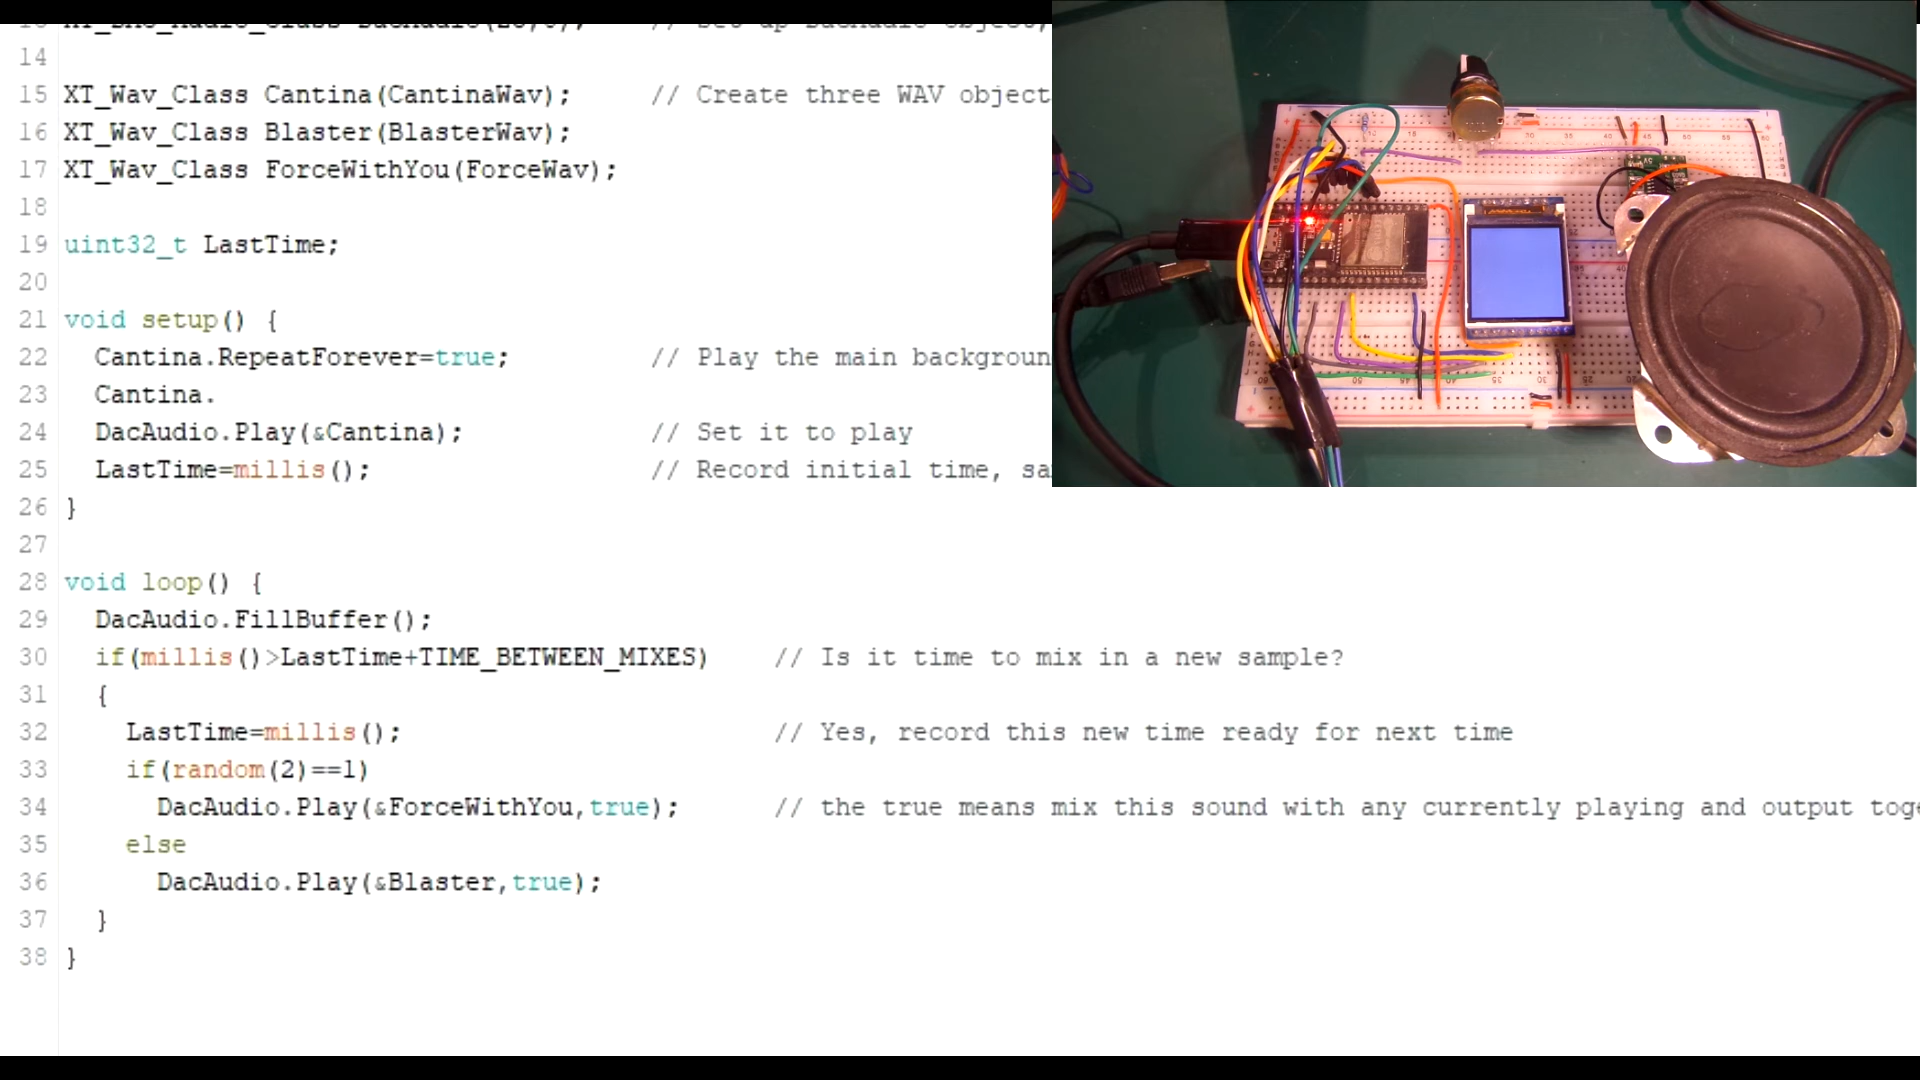 14
15 XT_Wav_Class Cantina(CantinaWav); // Create three WAV object
16 XT_Wav_Class Blaster(BlasterWav);
17 XT_Wav_Class ForceWithYou(ForceWav);
18
19 uint32_t LastTime;
20
21 void setup() {
22 Cantina.RepeatForever=true; // Play the main backgroun
23 Cantina.
24 DacAudio.Play(&Cantina); // Set it to play
25 LastTime=millis(); // Record initial time, sa
26 }
27
28 void loop() {
29 DacAudio.FillBuffer();
30 if(millis()>LastTime+TIME_BETWEEN_MIXES) // Is it time to mix in a new sample?
31 {
32 LastTime=millis(); // Yes, record this new time ready for next time
33 if(random(2)==1)
34 DacAudio.Play(&ForceWithYou,true); // the true means mix this sound with any currently playing and output toge
35 else
36 DacAudio.Play(&Blaster,true);
37 }
38 }